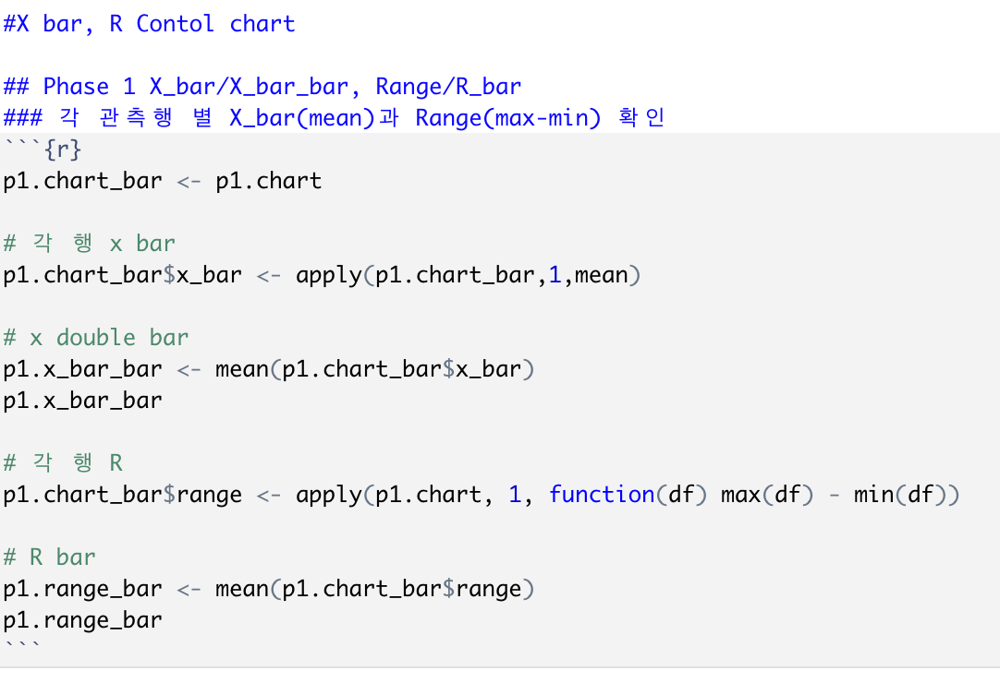 #X bar, R Contol chart
## Phase 1 X_bar/X_bar_bar, Range/R_bar
### 각 관측행 별 X_bar(mean)과 Range(max-min) 확인
```{r}
p1.chart_bar <- p1.chart
# 각 행 x bar
p1.chart_bar$x_bar <- apply(p1.chart_bar,1,mean)
# x double bar
p1.x_bar_bar <- mean(p1.chart_bar$x_bar)
p1.x_bar_bar
# 각 행 R
p1.chart_bar$range <- apply(p1.chart, 1, function(df) max(df) - min(df))
# R bar
p1.range_bar <- mean(p1.chart_bar$range)
p1.range_bar
```